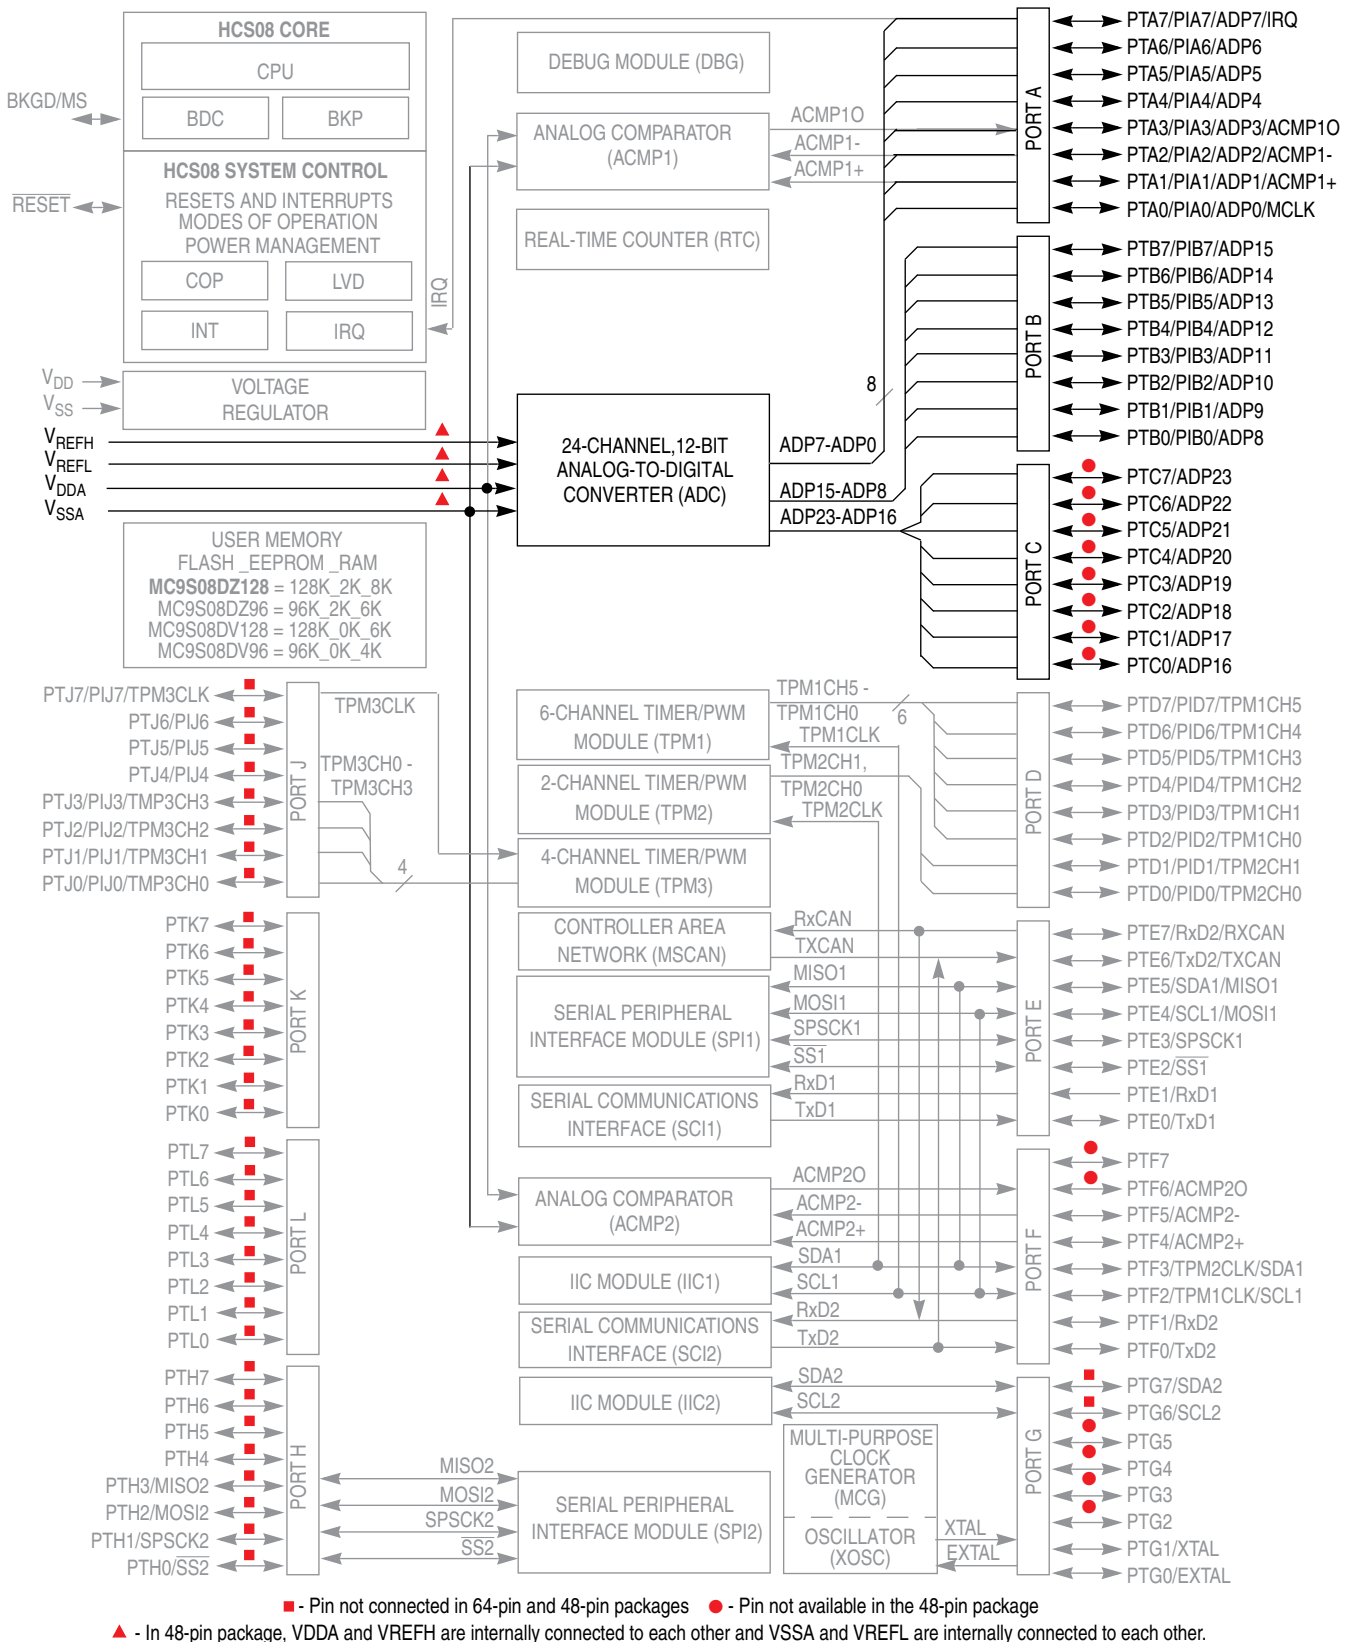 HCS08 CORE
CPU
BDC
BKP
BKGD/MS
HCS08 SYSTEM CONTROL
RESETS AND INTERRUPTS
MODES OF OPERATION
POWER MANAGEMENT
RESET
COP
LVD
INT
IRQ
IRQ
VDD
VSS
VOLTAGE
REGULATOR
VREFH
VREFL
VDDA
VSSA
USER MEMORY
FLASH _EEPROM _RAM
MC9S08DZ128 = 128K_2K_8K
MC9S08DZ96 = 96K_2K_6K
MC9S08DV128 = 128K_0K_6K
MC9S08DV96 = 96K_0K_4K
DEBUG MODULE (DBG)
ANALOG COMPARATOR
(ACMP1)
ACMP1O
ACMP1-
ACMP1+
REAL-TIME COUNTER (RTC)
24-CHANNEL,12-BIT
ANALOG-TO-DIGITAL
CONVERTER (ADC)
8
ADP7-ADP0
ADP15-ADP8
ADP23-ADP16
PORT A
PTA7/PIA7/ADP7/IRQ
PTA6/PIA6/ADP6
PTA5/PIA5/ADP5
PTA4/PIA4/ADP4
PTA3/PIA3/ADP3/ACMP1O
PTA2/PIA2/ADP2/ACMP1-
PTA1/PIA1/ADP1/ACMP1+
PTA0/PIA0/ADP0/MCLK
PORT B
PTB7/PIB7/ADP15
PTB6/PIB6/ADP14
PTB5/PIB5/ADP13
PTB4/PIB4/ADP12
PTB3/PIB3/ADP11
PTB2/PIB2/ADP10
PTB1/PIB1/ADP9
PTB0/PIB0/ADP8
PORT C
PTC7/ADP23
PTC6/ADP22
PTC5/ADP21
PTC4/ADP20
PTC3/ADP19
PTC2/ADP18
PTC1/ADP17
PTC0/ADP16
PTJ7/PIJ7/TPM3CLK
PTJ6/PIJ6
PTJ5/PIJ5
PTJ4/PIJ4
PTJ3/PIJ3/TMP3CH3
PTJ2/PIJ2/TPM3CH2
PTJ1/PIJ1/TPM3CH1
PTJ0/PIJ0/TMP3CH0
PORT J
TPM3CLK
TPM3CH0 -
TPM3CH3
4
6-CHANNEL TIMER/PWM
MODULE (TPM1)
TPM1CH5 -
TPM1CH0
6
TPM1CLK
2-CHANNEL TIMER/PWM
MODULE (TPM2)
TPM2CH1,
TPM2CH0
TPM2CLK
4-CHANNEL TIMER/PWM
MODULE (TPM3)
PORT D
PTD7/PID7/TPM1CH5
PTD6/PID6/TPM1CH4
PTD5/PID5/TPM1CH3
PTD4/PID4/TPM1CH2
PTD3/PID3/TPM1CH1
PTD2/PID2/TPM1CH0
PTD1/PID1/TPM2CH1
PTD0/PID0/TPM2CH0
PTK7
PTK6
PTK5
PTK4
PTK3
PTK2
PTK1
PTK0
PORT K
CONTROLLER AREA
NETWORK (MSCAN)
RxCAN
TXCAN
SERIAL PERIPHERAL
INTERFACE MODULE (SPI1)
MISO1
MOSI1
SPSCK1
SS1
SERIAL COMMUNICATIONS
INTERFACE (SCI1)
RxD1
TxD1
PORT E
PTE7/RxD2/RXCAN
PTE6/TxD2/TXCAN
PTE5/SDA1/MISO1
PTE4/SCL1/MOSI1
PTE3/SPSCK1
PTE2/SS1
PTE1/RxD1
PTE0/TxD1
PTL7
PTL6
PTL5
PTL4
PTL3
PTL2
PTL1
PTL0
PORT L
ANALOG COMPARATOR
(ACMP2)
ACMP2O
ACMP2-
ACMP2+
IIC MODULE (IIC1)
SDA1
SCL1
SERIAL COMMUNICATIONS
INTERFACE (SCI2)
RxD2
TxD2
PORT F
PTF7
PTF6/ACMP2O
PTF5/ACMP2-
PTF4/ACMP2+
PTF3/TPM2CLK/SDA1
PTF2/TPM1CLK/SCL1
PTF1/RxD2
PTF0/TxD2
PTH7
PTH6
PTH5
PTH4
PTH3/MISO2
PTH2/MOSI2
PTH1/SPSCK2
PTH0/SS2
PORT H
MISO2
MOSI2
SPSCK2
SS2
IIC MODULE (IIC2)
SDA2
SCL2
SERIAL PERIPHERAL
INTERFACE MODULE (SPI2)
MULTI-PURPOSE
CLOCK
GENERATOR
(MCG)
OSCILLATOR
(XOSC)
XTAL
EXTAL
PORT G
PTG7/SDA2
PTG6/SCL2
PTG5
PTG4
PTG3
PTG2
PTG1/XTAL
PTG0/EXTAL
- Pin not connected in 64-pin and 48-pin packages
- Pin not available in the 48-pin package
- In 48-pin package, VDDA and VREFH are internally connected to each other and VSSA and VREFL are internally connected to each other.